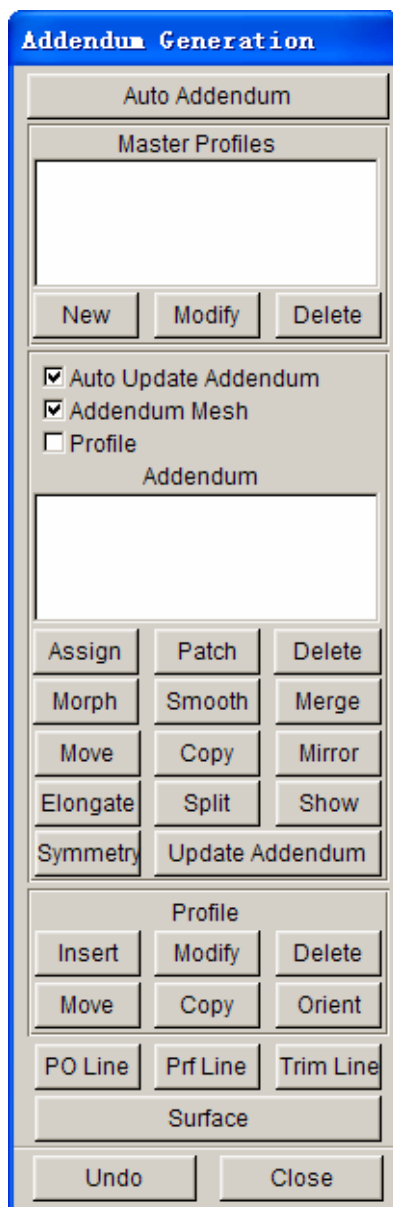 Addendum Generation
Auto Addendum
Master Profiles
New Modify Delete
Auto Update Addendum
Addendum Mesh
Profile
Addendum
Assign Patch Delete
Morph Smooth Merge
Move Copy Mirror
Elongate Split Show
Symmetry Update Addendum
Profile
Insert Modify Delete
Move Copy Orient
PO Line Prf Line Trim Line
Surface
Undo Close